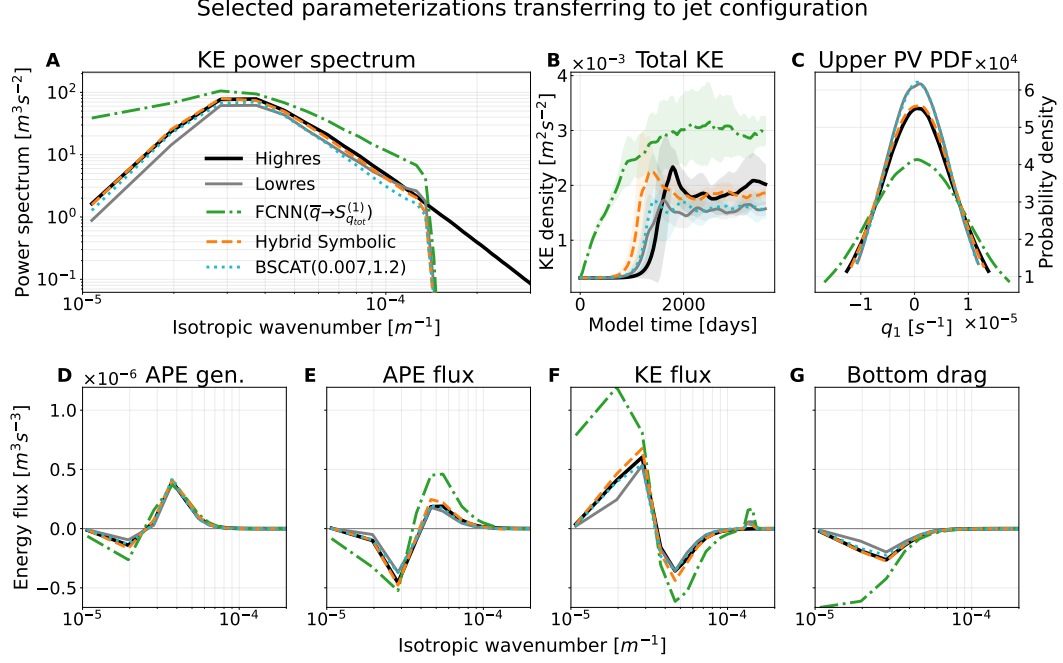 Selected parameterizations transferring to jet configuration
A KE power spectrum
Power spectrum [m³s⁻²]
10² 10¹ 10⁰ 10⁻¹
Highres
Lowres
FCNN(q̅→S_{q_{tot}}^{(1)})
Hybrid Symbolic
BSCAT(0.007,1.2)
10⁻⁵ 10⁻⁴
Isotropic wavenumber [m⁻¹]
B ×10⁻³ Total KE
KE density [m²s⁻²]
4 3 2 1
0 2000
Model time [days]
C Upper PV PDF ×10⁴
6 5 4 3 2 1
Probability density
−1 0 1
×10⁻⁵
q₁ [s⁻¹]
D ×10⁻⁶ APE gen.
Energy flux [m³s⁻³]
1.0 0.5 0.0 −0.5
10⁻⁵ 10⁻⁴
E APE flux
10⁻⁵ 10⁻⁴
F KE flux
10⁻⁵ 10⁻⁴
G Bottom drag
10⁻⁵ 10⁻⁴
Isotropic wavenumber [m⁻¹]